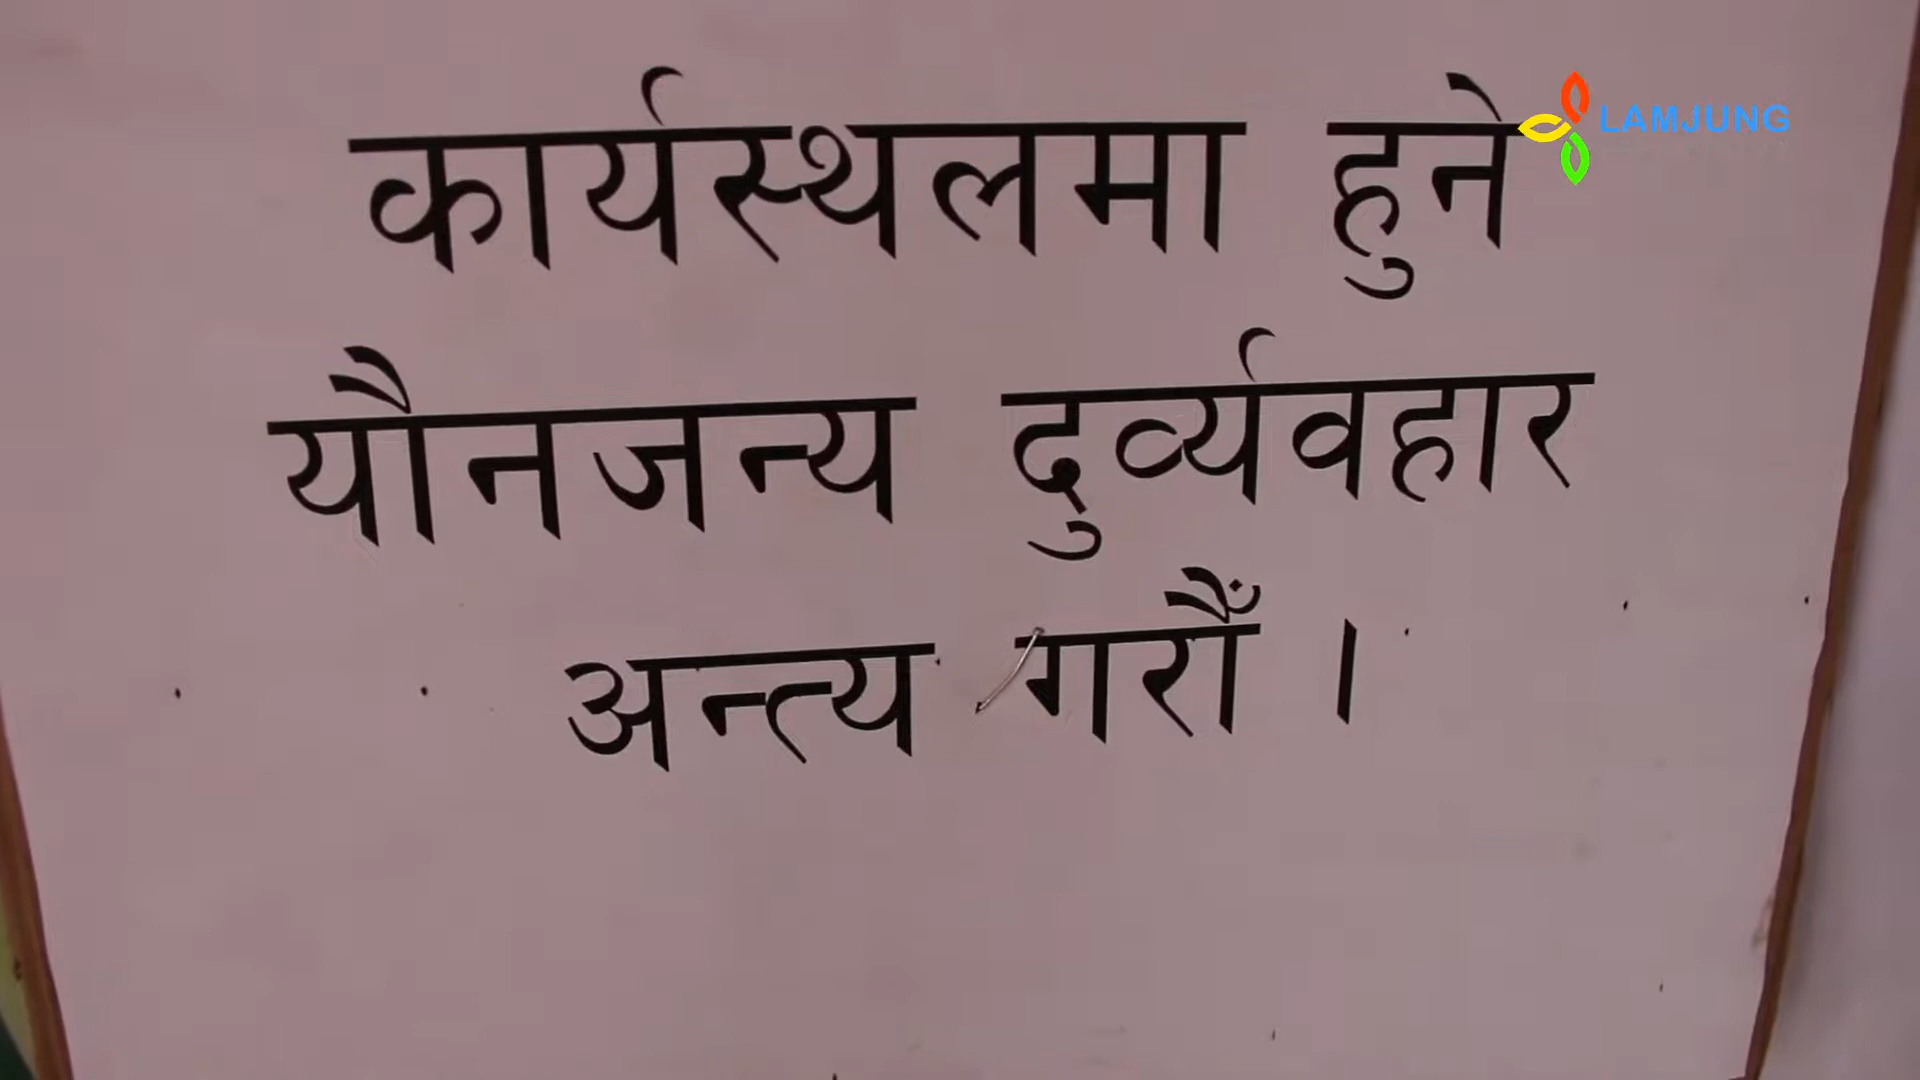 कार्यस्थलमा हुने
LAMJUNG
यौनजन्य दुर्व्यवहार
अन्त्य गरौँ ।